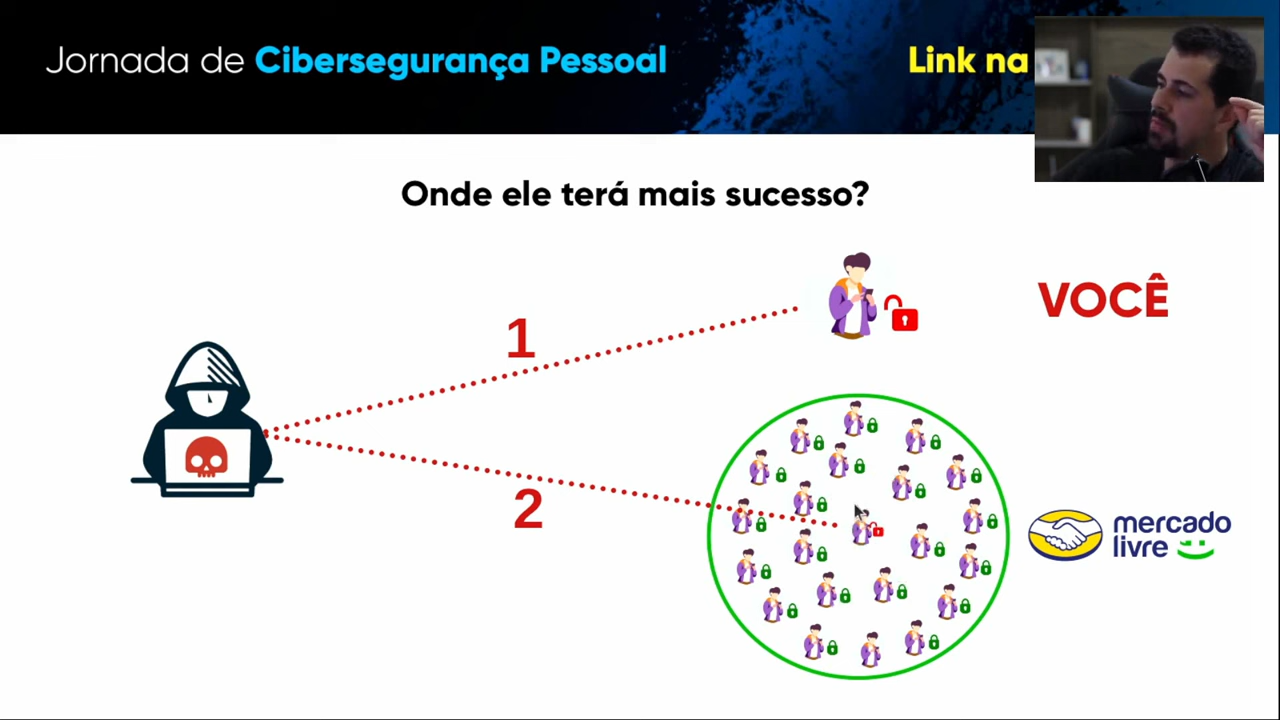 Jornada de Cibersegurança Pessoal
Link na
Onde ele terá mais sucesso?
VOCÊ
1
2
mercado
livre